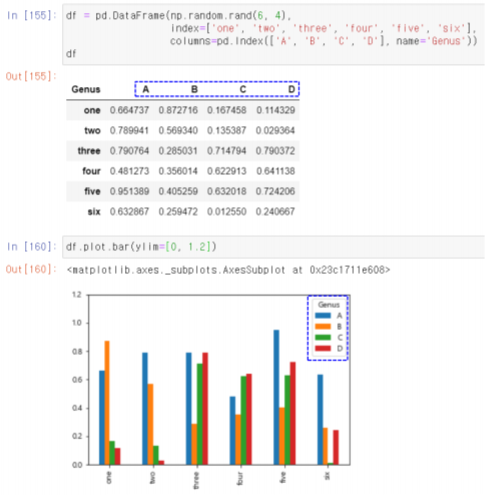 In [155]: df = pd.DataFrame(np.random.rand(6, 4),
index=['one', 'two', 'three', 'four', 'five', 'six'],
columns=pd.Index(['A', 'B', 'C', 'D'], name='Genus'))
df
Out[155]:
Genus A B C D
one 0.664737 0.872716 0.167458 0.114329
two 0.789941 0.569340 0.135387 0.029364
three 0.790764 0.285031 0.714794 0.790372
four 0.481273 0.356014 0.622913 0.641138
five 0.951389 0.405259 0.632018 0.724206
six 0.632867 0.259472 0.012550 0.240667
In [160]: df.plot.bar(ylim=[0, 1.2])
Out[160]: <matplotlib.axes._subplots.AxesSubplot at 0x23c1711e608>
1.2
1.0
0.8
0.6
0.4
0.2
0.0
Genus
A
B
C
D
one two three four five six